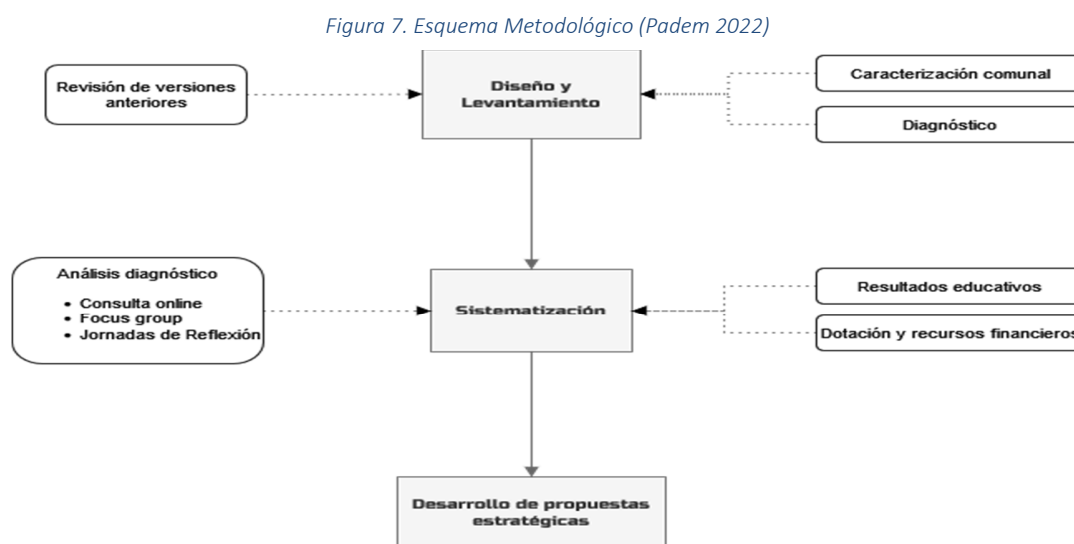 Figura 7. Esquema Metodológico (Padem 2022)
Revisión de versiones
anteriores
Diseño y
Levantamiento
Caracterización comunal
Diagnóstico
Análisis diagnóstico
• Consulta online
• Focus group
• Jornadas de Reflexión
Sistematización
Resultados educativos
Dotación y recursos financieros
Desarrollo de propuestas
estratégicas